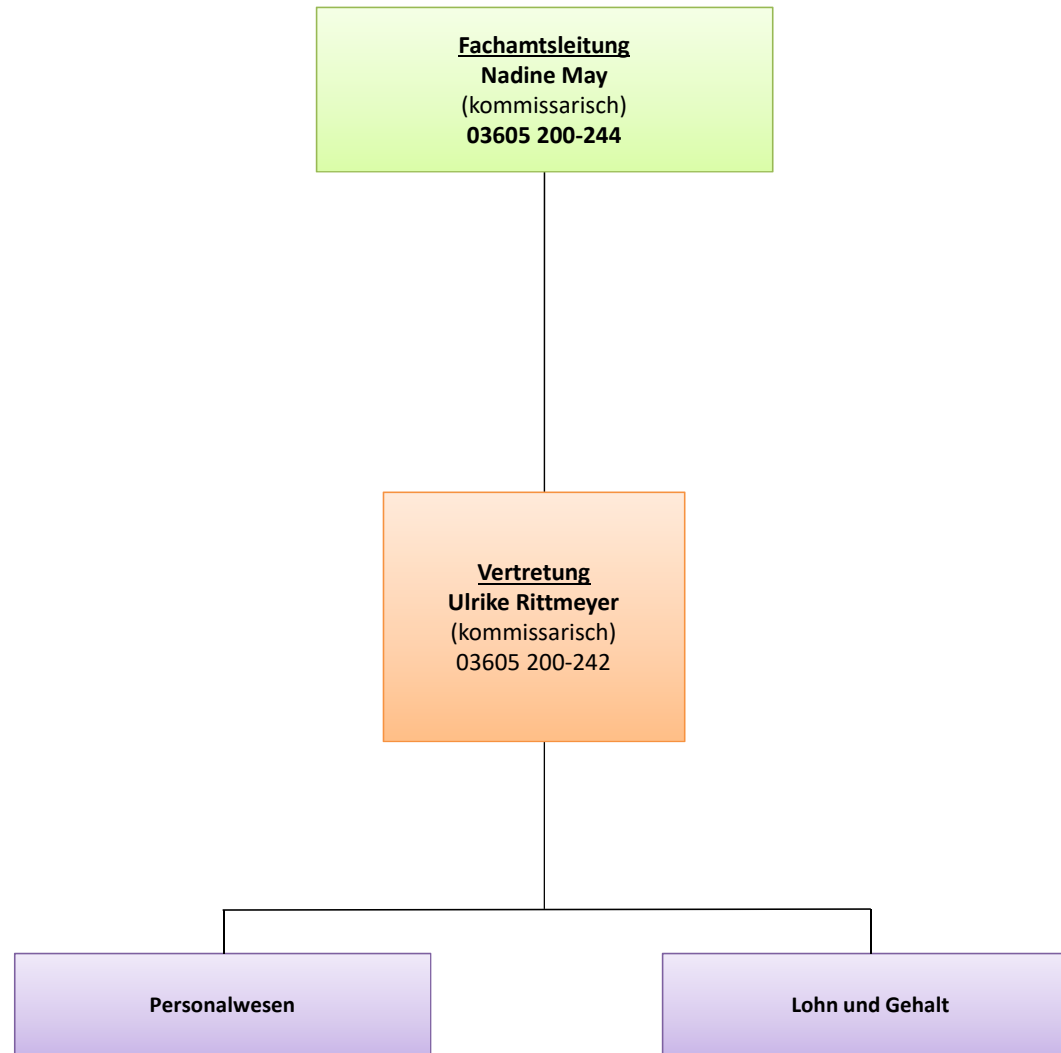 Fachamtsleitung
Nadine May
(kommissarisch)
03605 200-244
Vertretung
Ulrike Rittmeyer
(kommissarisch)
03605 200-242
Personalwesen
Lohn und Gehalt